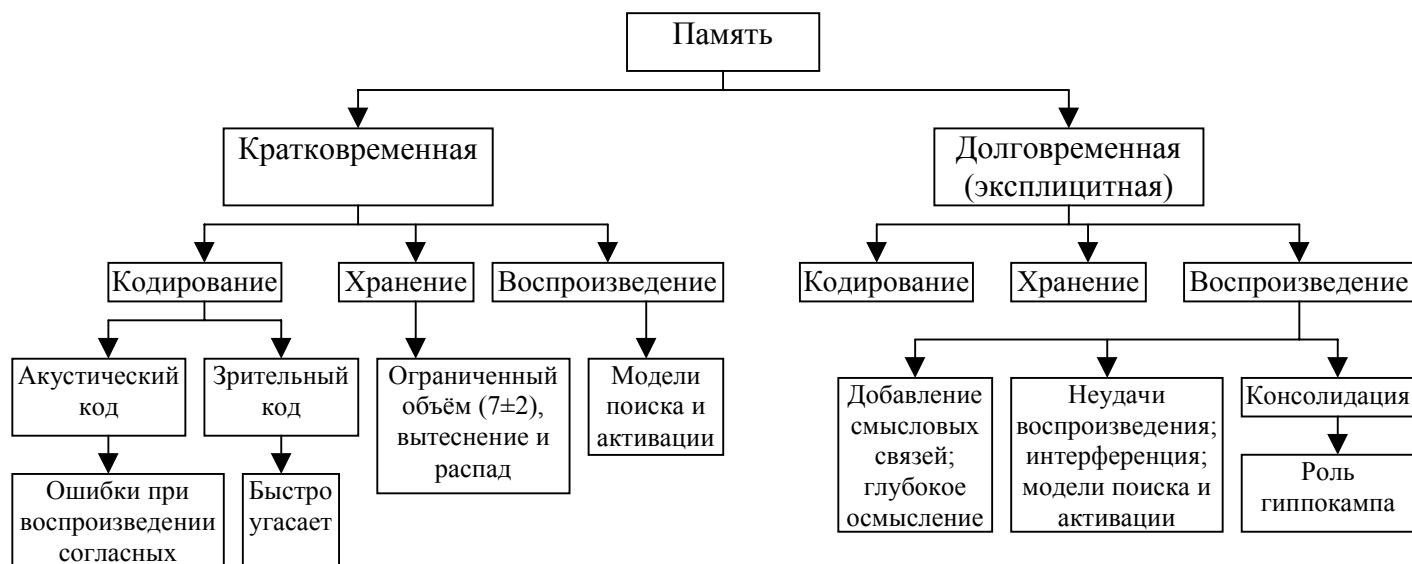 Память
Кратковременная
Долговременная
(эксплицитная)
Кодирование
Хранение
Воспроизведение
Кодирование
Хранение
Воспроизведение
Акустический
код
Зрительный
код
Ограниченный
объём (7±2),
вытеснение и
распад
Модели
поиска и
активации
Добавление
смысловых
связей;
глубокое
осмысление
Неудачи
воспроизведения;
интерференция;
модели поиска и
активации
Консолидация
Ошибки при
воспроизведении
согласных
Быстро
угасает
Роль
гиппокампа